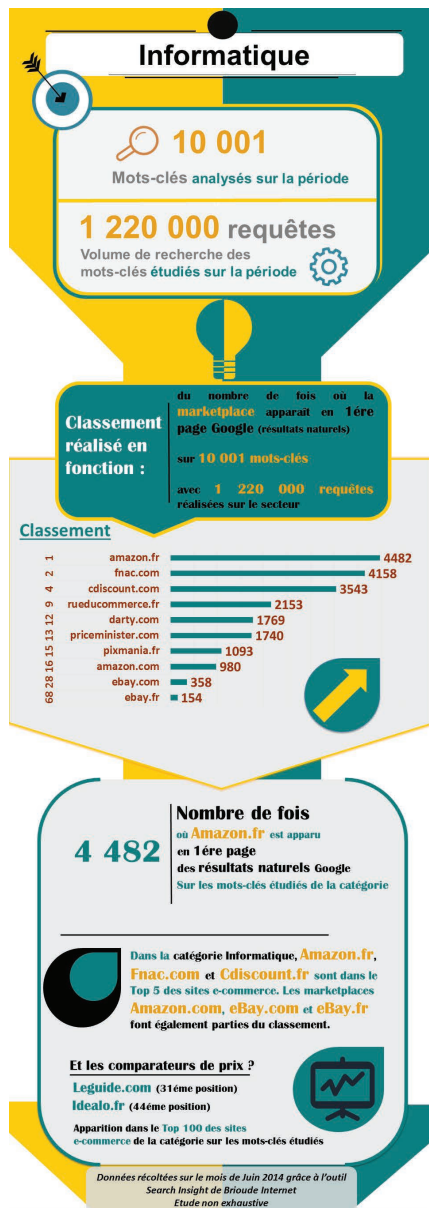 Informatique
10 001
Mots-clés analysés sur la période
1 220 000 requêtes
Volume de recherche des
mots-clés étudiés sur la période
Classement
réalisé en
fonction :
du nombre de fois où la
marketplace apparaît en 1ére
page Google (résultats naturels)
sur 10 001 mots-clés
avec 1 220 000 requêtes
réalisées sur le secteur
Classement
1 amazon.fr 4482
2 fnac.com 4158
4 cdiscount.com 3543
9 rueducommerce.fr 2153
12 darty.com 1769
13 priceminister.com 1740
15 pixmania.fr 1093
16 amazon.com 980
28 ebay.com 358
68 ebay.fr 154
4 482
Nombre de fois
où Amazon.fr est apparu
en 1ére page
des résultats naturels Google
Sur les mots-clés étudiés de la catégorie
Dans la catégorie Informatique, Amazon.fr,
Fnac.com et Cdiscount.fr sont dans le
Top 5 des sites e-commerce. Les marketplaces
Amazon.com, eBay.com et eBay.fr
font également parties du classement.
Et les comparateurs de prix ?
Leguide.com (31éme position)
Idealo.fr (44éme position)
Apparition dans le Top 100 des sites
e-commerce de la catégorie sur les mots-clés étudiés
Données récoltées sur le mois de Juin 2014 grâce à l'outil
Search Insight de Brioude Internet
Etude non exhaustive